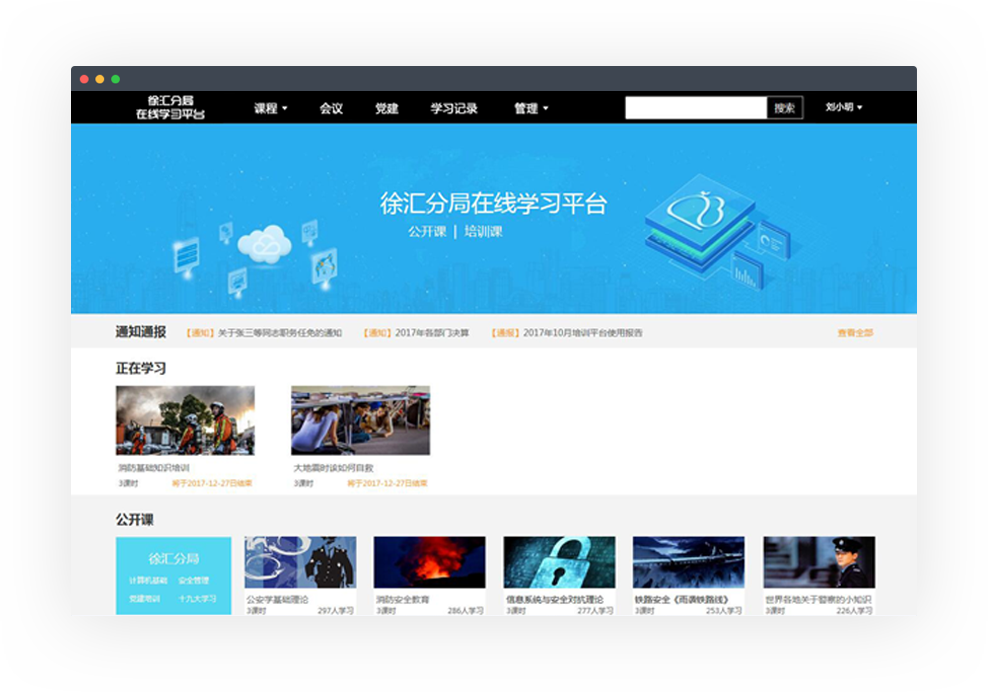 徐汇分局
在线学习平台
课程 会议 党建 学习记录 管理 搜索 刘小明
徐汇分局在线学习平台
公开课 | 培训课
通知通报 【通知】关于张三等同志职务任免的通知 【通知】2017年各部门决算 【通报】2017年10月培训平台使用报告 查看全部
正在学习
消防基础知识培训 大地震时该如何自救
3课时 将于2017-12-27日结束 3课时 将于2017-12-27日结束
公开课
徐汇分局
计算机基础 安全管理
党建培训 十九大学习
公安学基础理论 消防安全教育 信息系统与安全对抗理论 铁路安全《雨袭铁路线》 世界各地关于警察的小知识
3课时 297人学习 3课时 286人学习 3课时 277人学习 3课时 253人学习 3课时 226人学习